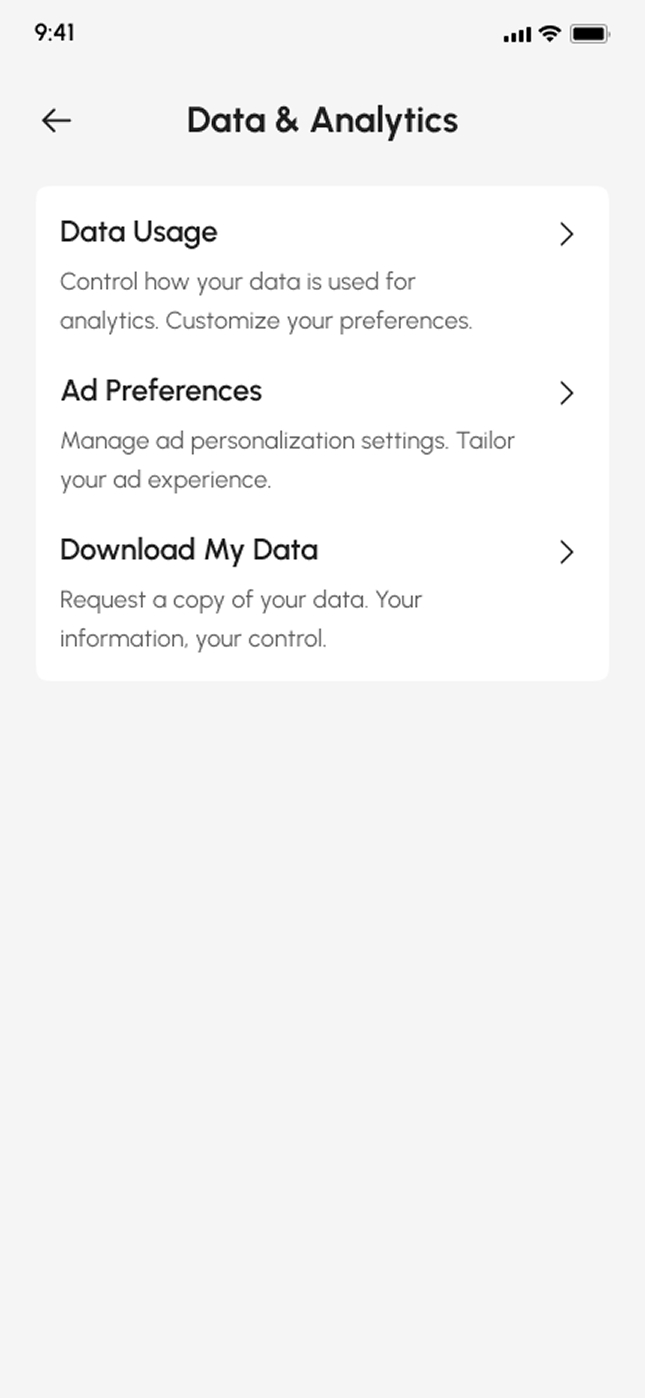 9:41
Data & Analytics
Data Usage
Control how your data is used for
analytics. Customize your preferences.
Ad Preferences
Manage ad personalization settings. Tailor
your ad experience.
Download My Data
Request a copy of your data. Your
information, your control.